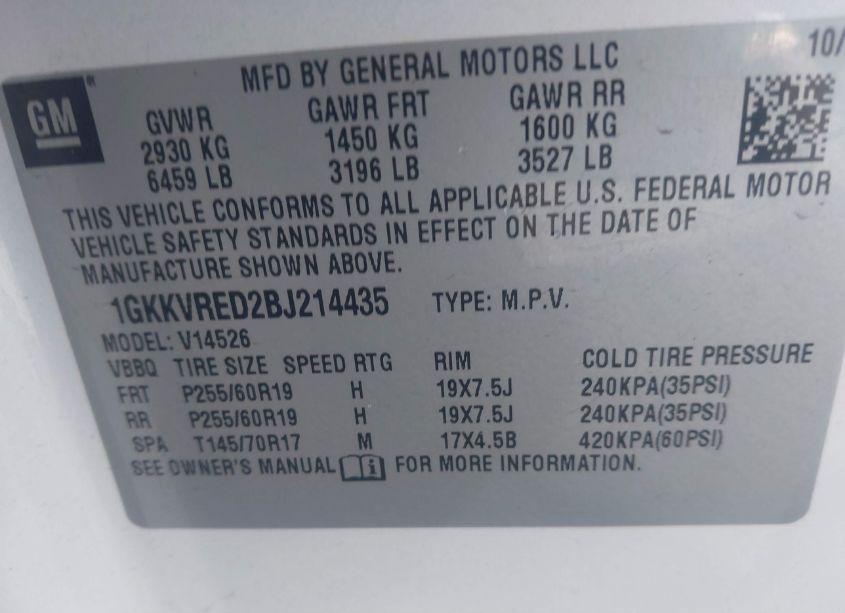 10/
MFD BY GENERAL MOTORS LLC
GM
GVWR GAWR FRT GAWR RR
2930 KG 1450 KG 1600 KG
6459 LB 3196 LB 3527 LB
THIS VEHICLE CONFORMS TO ALL APPLICABLE U.S. FEDERAL MOTOR
VEHICLE SAFETY STANDARDS IN EFFECT ON THE DATE OF
MANUFACTURE SHOWN ABOVE.
1GKKVRED2BJ214435 TYPE: M.P.V.
MODEL: V14526
VBBQ TIRE SIZE SPEED RTG RIM COLD TIRE PRESSURE
FRT P255/60R19 H 19X7.5J 240KPA(35PSI)
RR P255/60R19 H 19X7.5J 240KPA(35PSI)
SPA T145/70R17 M 17X4.5B 420KPA(60PSI)
SEE OWNER'S MANUAL i FOR MORE INFORMATION.